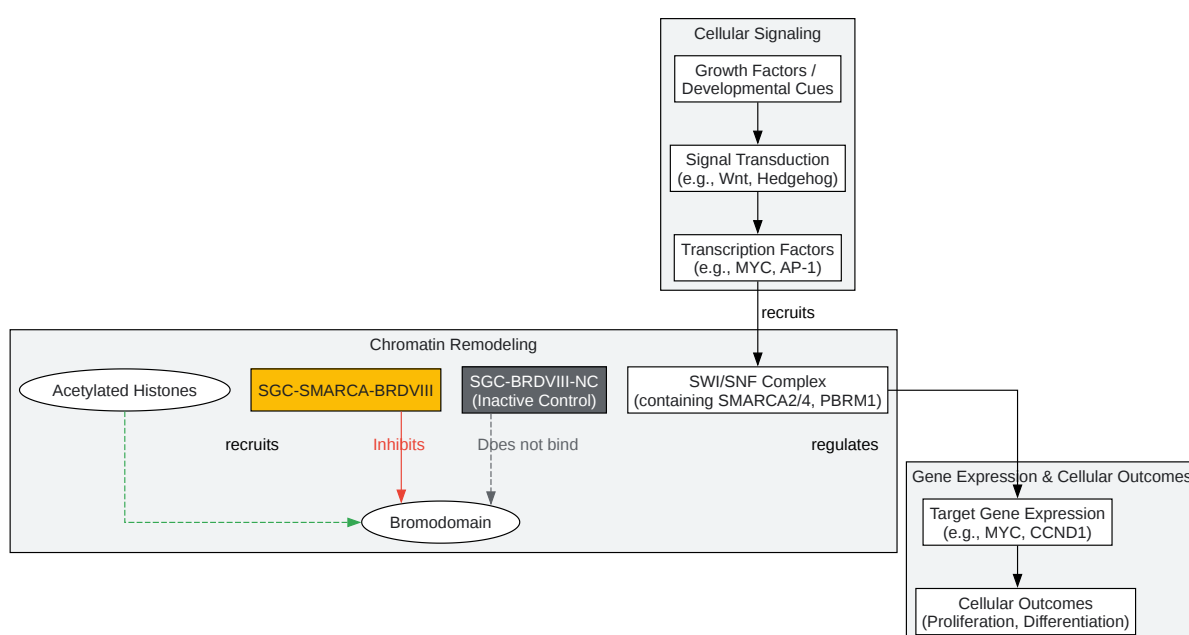 Cellular Signaling
Growth Factors /
Developmental Cues
Signal Transduction
(e.g., Wnt, Hedgehog)
Transcription Factors
(e.g., MYC, AP-1)
recruits
Chromatin Remodeling
Acetylated Histones
SGC-SMARCA-BRDVIII
SGC-BRDVIII-NC
(Inactive Control)
SWI/SNF Complex
(containing SMARCA2/4, PBRM1)
recruits
Inhibits
Does not bind
regulates
Bromodomain
Gene Expression & Cellular Outcomes
Target Gene Expression
(e.g., MYC, CCND1)
Cellular Outcomes
(Proliferation, Differentiation)